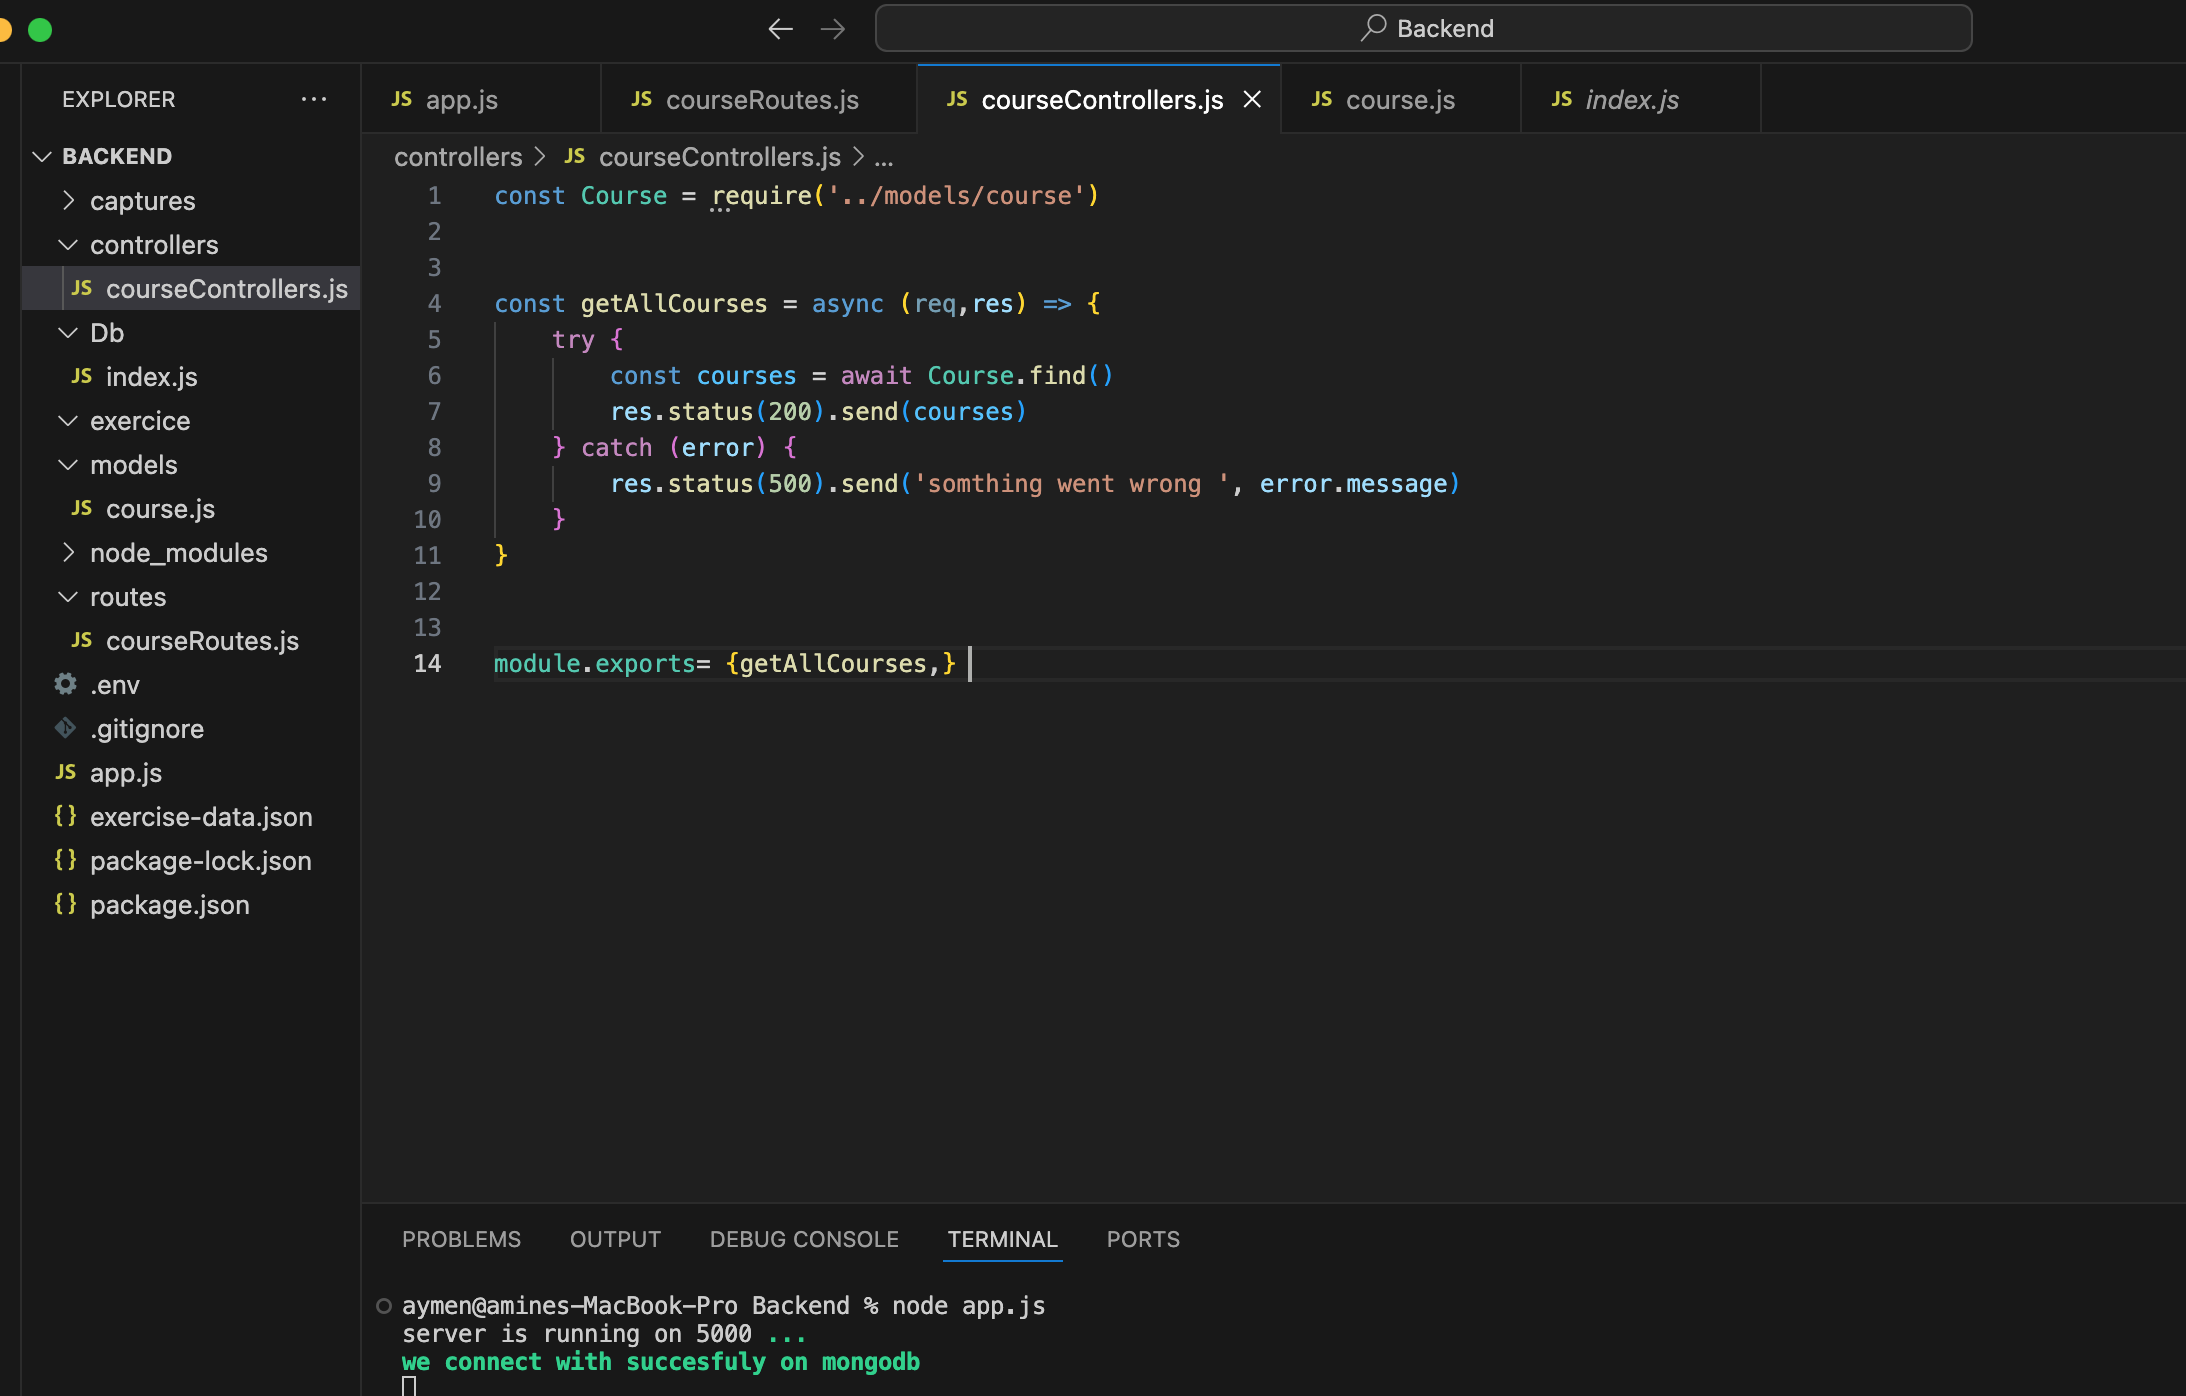 Backend
EXPLORER ...
BACKEND
captures
controllers
JS courseControllers.js
Db
JS index.js
exercice
models
JS course.js
node_modules
routes
JS courseRoutes.js
.env
.gitignore
JS app.js
{} exercise-data.json
{} package-lock.json
{} package.json
JS app.js
JS courseRoutes.js
JS courseControllers.js
JS course.js
JS index.js
controllers > JS courseControllers.js > ...
1 const Course = require('../models/course')
2
3
4 const getAllCourses = async (req,res) => {
5     try {
6         const courses = await Course.find()
7         res.status(200).send(courses)
8     } catch (error) {
9         res.status(500).send('somthing went wrong ', error.message)
10     }
11 }
12
13
14 module.exports= {getAllCourses,}
PROBLEMS OUTPUT DEBUG CONSOLE TERMINAL PORTS
aymen@amines-MacBook-Pro Backend % node app.js
server is running on 5000 ...
we connect with succesfuly on mongodb